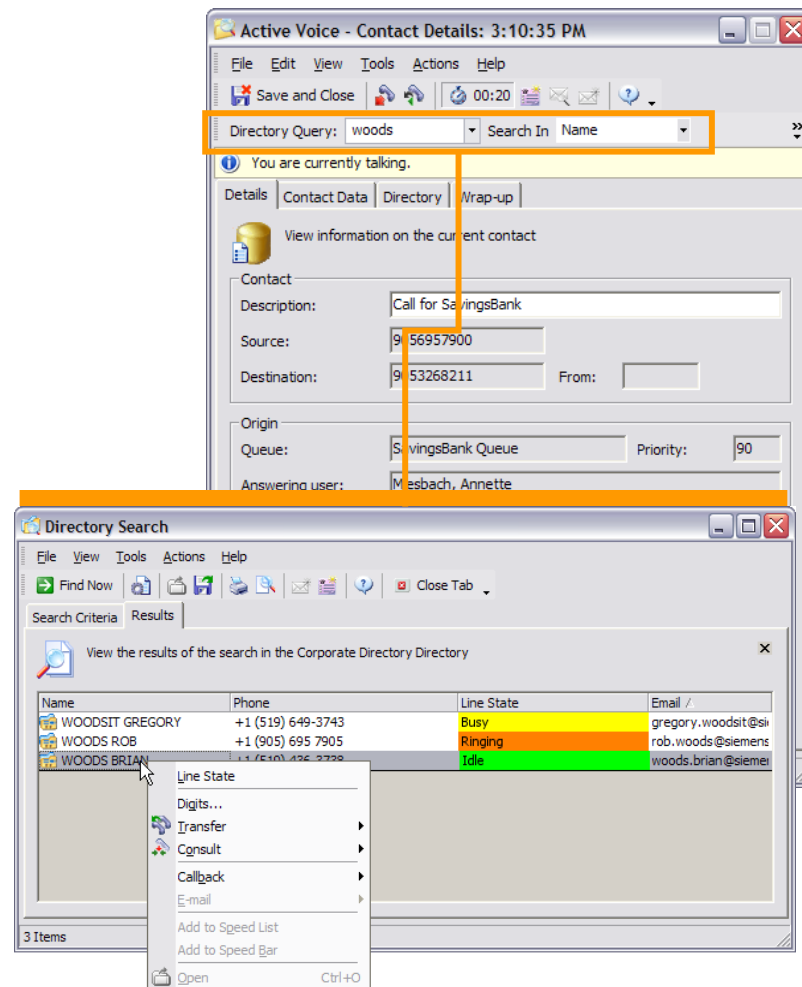 Active Voice - Contact Details: 3:10:35 PM
File Edit View Tools Actions Help
Save and Close 00:20
Directory Query: woods Search In Name
You are currently talking.
Details Contact Data Directory Wrap-up
View information on the current contact
Contact
Description: Call for SavingsBank
Source: 9056957900
Destination: 9053268211 From:
Origin
Queue: SavingsBank Queue Priority: 90
Answering user: Miesbach, Annette
Directory Search
File View Tools Actions Help
Find Now Close Tab
Search Criteria Results
View the results of the search in the Corporate Directory Directory
Name Phone Line State Email
WOODSIT GREGORY +1 (519) 649-3743 Busy gregory.woodsit@si
WOODS ROB +1 (905) 695 7905 Ringing rob.woods@siemens
WOODS BRIAN +1 (519) 436-3738 Idle woods.brian@sieme
Line State
Digits...
Transfer
Consult
Callback
E-mail
Add to Speed List
Add to Speed Bar
Open Ctrl+O
3 Items